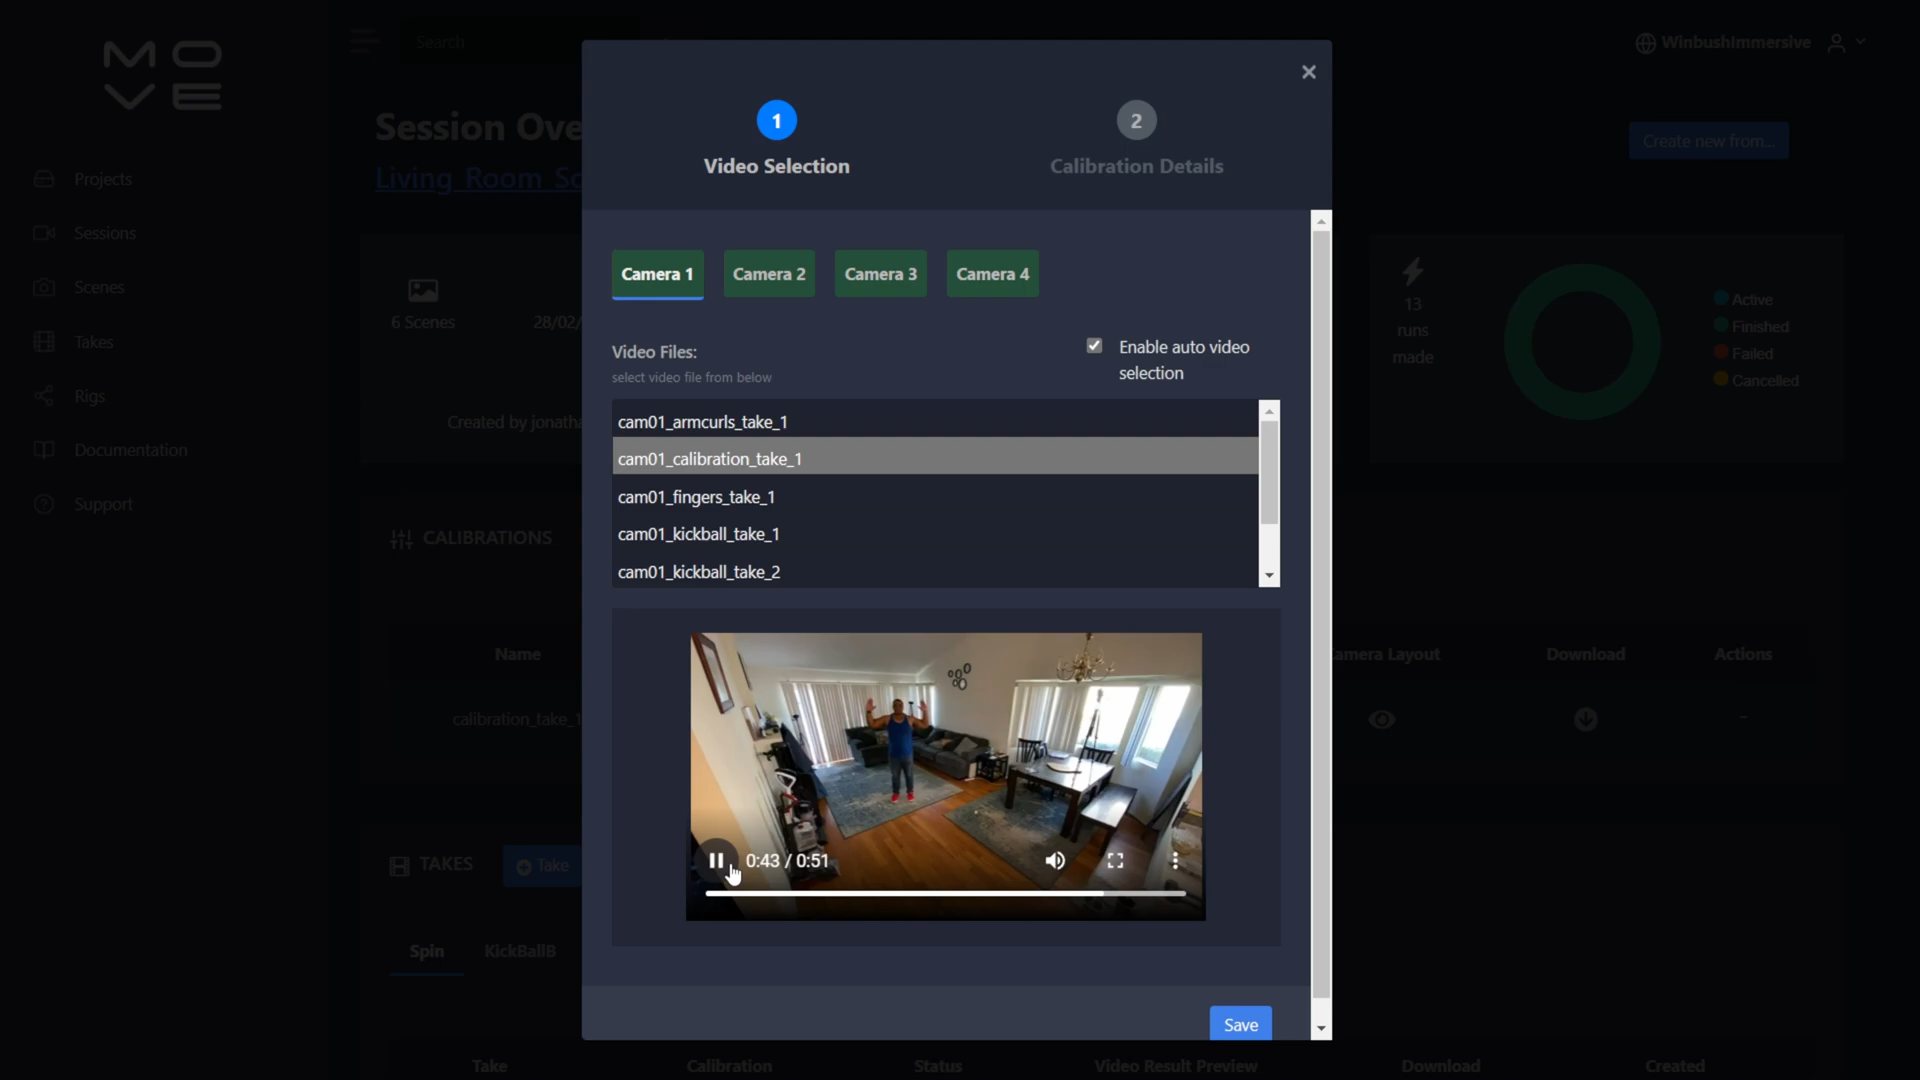 MOVE
Search
WinbushImmersive
Session Ove
Living Room Sc
Create new from...
Projects
Sessions
Scenes
Takes
Rigs
Documentation
Support
1
Video Selection
2
Calibration Details
Camera 1
Camera 2
Camera 3
Camera 4
6 Scenes
28/02/
Video Files:
select video file from below
Enable auto video
selection
cam01_armcurls_take_1
cam01_calibration_take_1
cam01_fingers_take_1
cam01_kickball_take_1
cam01_kickball_take_2
13
runs
made
Active
Finished
Failed
Cancelled
Created by jonatha
CALIBRATIONS
Name
amera Layout
Download
Actions
calibration_take_1
-
0:43 / 0:51
TAKES
Take
Spin
KickBallB
Save
Take
Calibration
Status
Video Result Preview
Download
Created